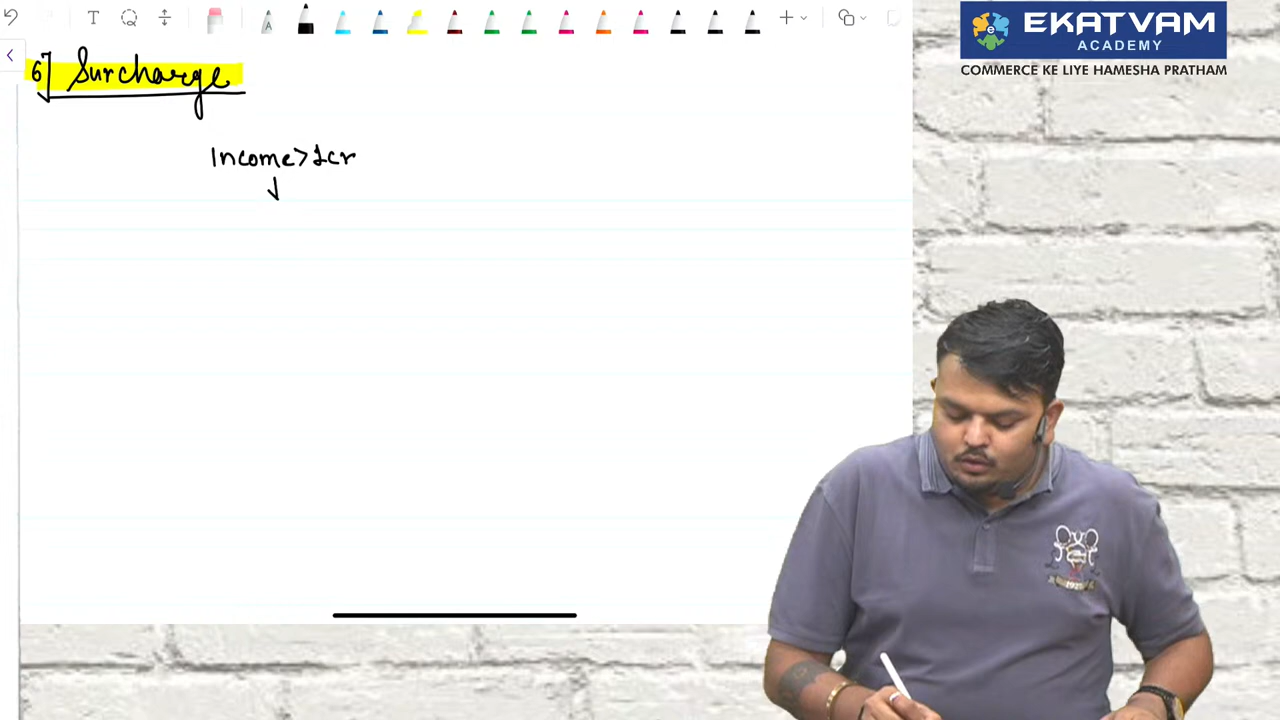 EKATVAM
ACADEMY
COMMERCE KE LIYE HAMESHA PRATHAM
6] Surcharge
Income>1cr